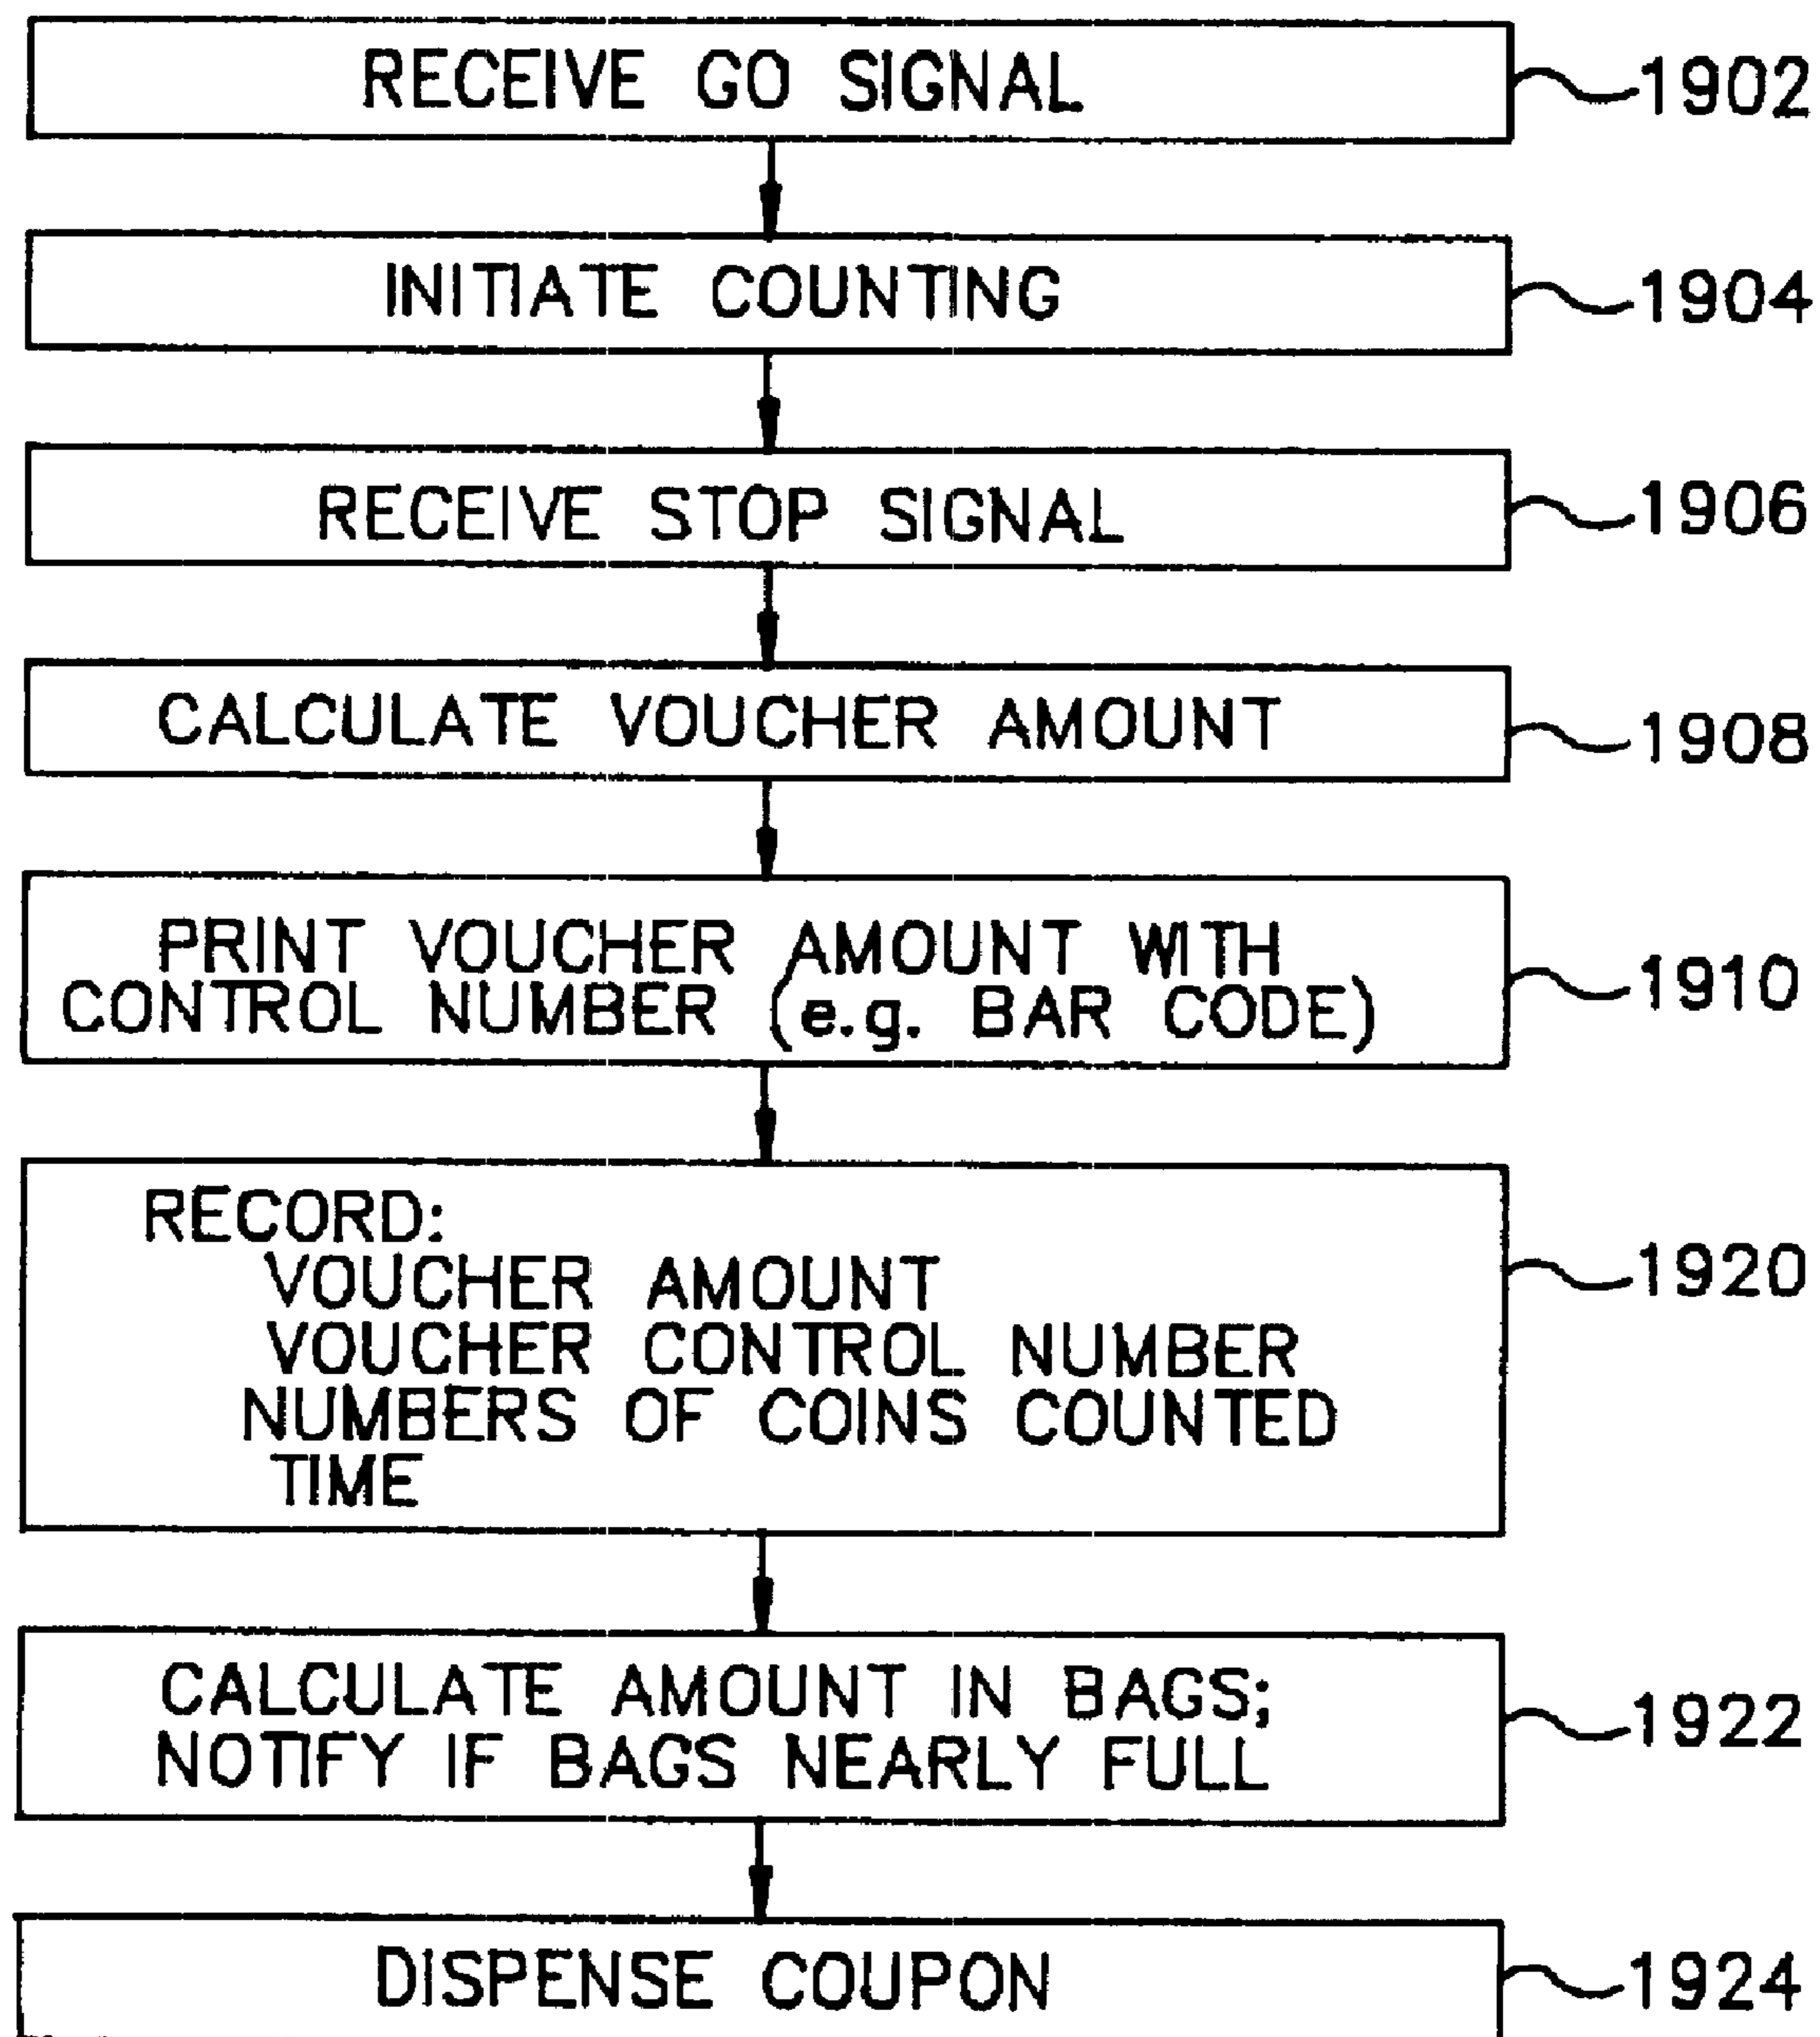 RECEIVE GO SIGNAL
1902
INITIATE COUNTING
1904
RECEIVE STOP SIGNAL
1906
CALCULATE VOUCHER AMOUNT
1908
PRINT VOUCHER AMOUNT WITH
CONTROL NUMBER (e.g. BAR CODE)
1910
RECORD:
VOUCHER AMOUNT
VOUCHER CONTROL NUMBER
NUMBERS OF COINS COUNTED
TIME
1920
CALCULATE AMOUNT IN BAGS;
NOTIFY IF BAGS NEARLY FULL
1922
DISPENSE COUPON
1924